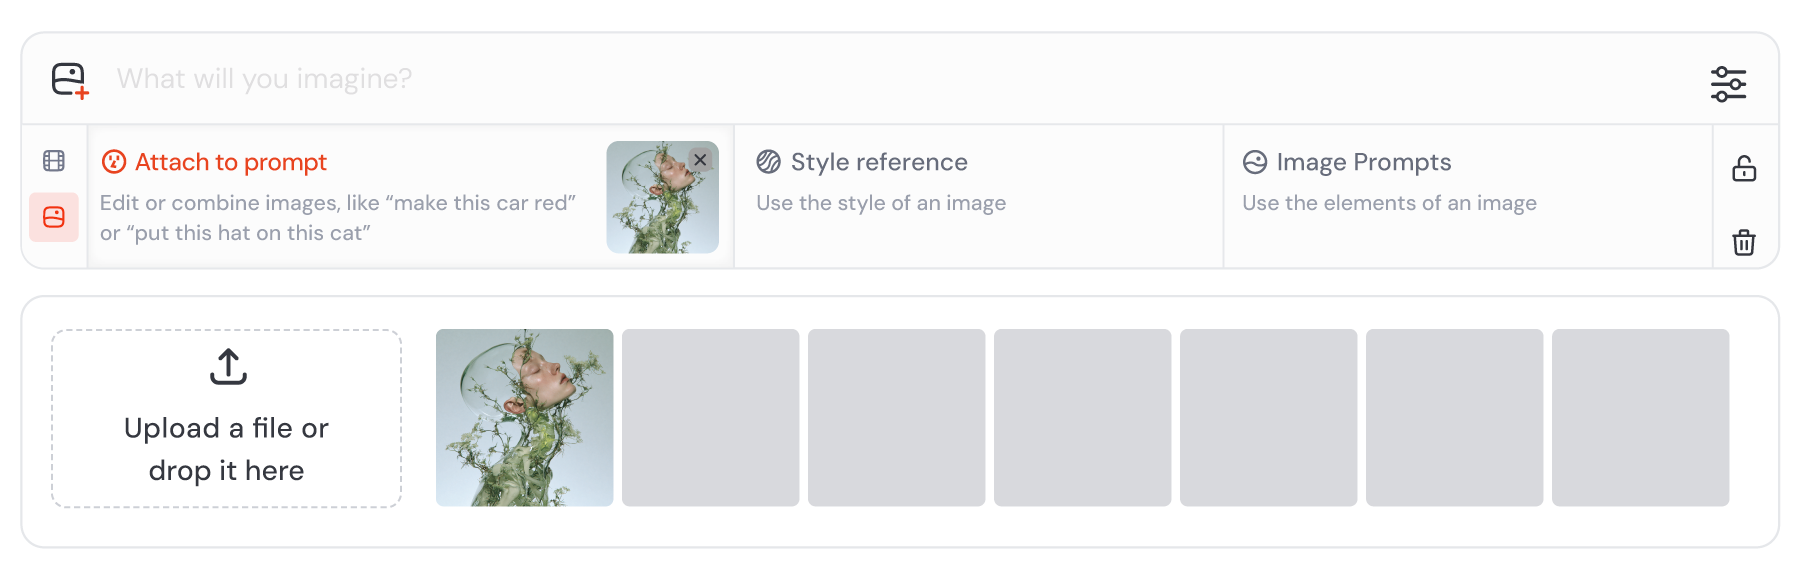 What will you imagine?
Attach to prompt
Edit or combine images, like “make this car red”
or “put this hat on this cat”
Style reference
Use the style of an image
Image Prompts
Use the elements of an image
Upload a file or
drop it here